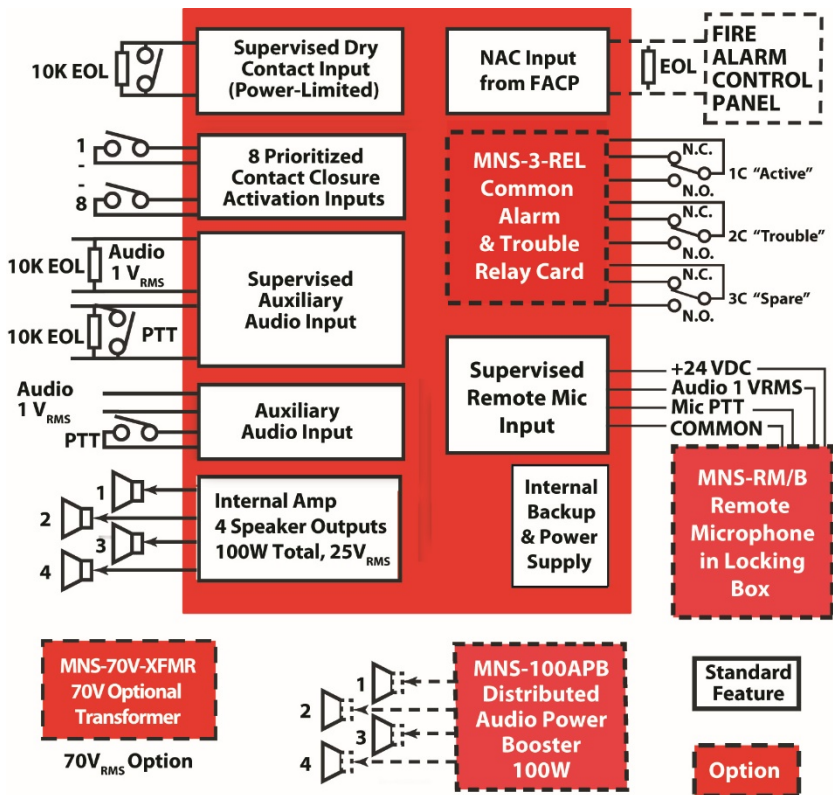 10K EOL
Supervised Dry
Contact Input
(Power-Limited)
NAC Input
from FACP
EOL
FIRE
ALARM
CONTROL
PANEL
1
-
-
8
8 Prioritized
Contact Closure
Activation Inputs
MNS-3-REL
Common
Alarm
& Trouble
Relay Card
N.C.
1C "Active"
N.O.
N.C.
2C "Trouble"
N.O.
N.C.
3C "Spare"
N.O.
10K EOL
Audio
1 VRMS
10K EOL
PTT
Supervised
Auxiliary
Audio Input
Supervised
Remote Mic
Input
+24 VDC
Audio 1 VRMS
Mic PTT
COMMON
Audio
1 VRMS
PTT
Auxiliary
Audio Input
MNS-RM/B
Remote
Microphone
in Locking
Box
1
2
3
4
Internal Amp
4 Speaker Outputs
100W Total, 25VRMS
Internal
Backup
& Power
Supply
MNS-70V-XFMR
70V Optional
Transformer
70VRMS Option
1
2
3
4
MNS-100APB
Distributed
Audio Power
Booster
100W
Standard
Feature
Option